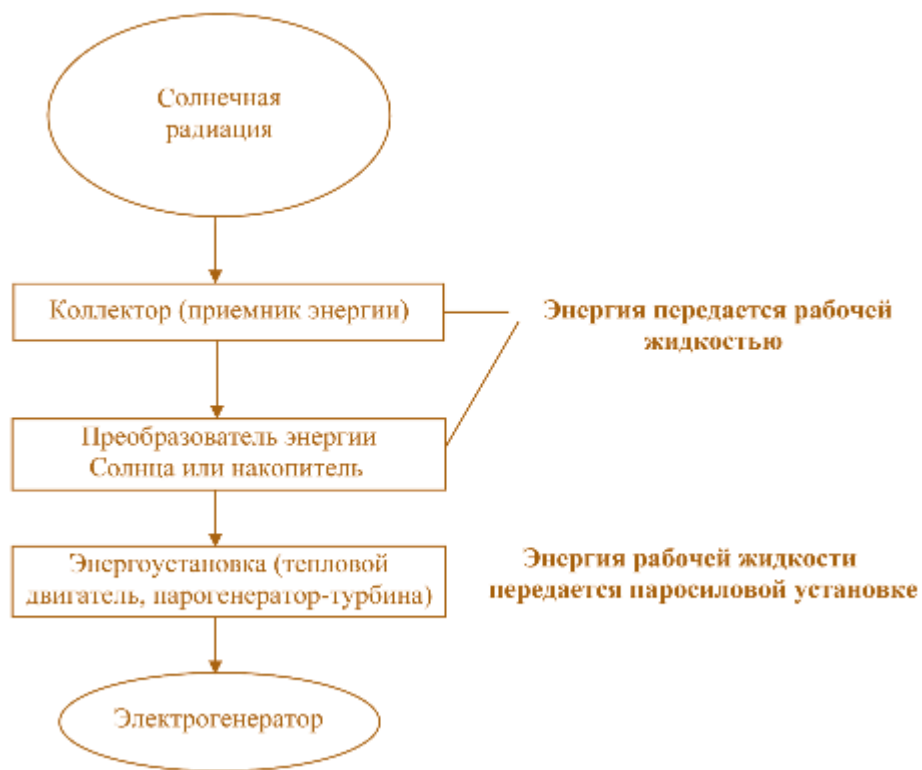 Солнечная
радиация
Коллектор (приемник энергии)
Энергия передается рабочей
жидкостью
Преобразователь энергии
Солнца или накопитель
Энергоустановка (тепловой
двигатель, парогенератор-турбина)
Энергия рабочей жидкости
передается паросиловой установке
Электрогенератор